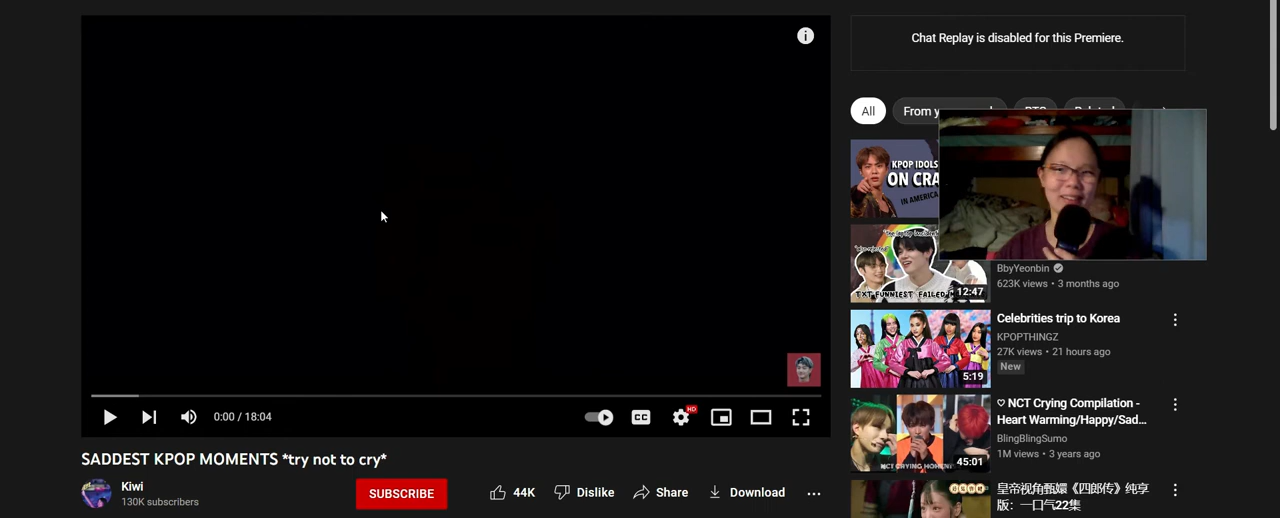 Chat Replay is disabled for this Premiere.
All
From y
KPOP IDOLS
ON CRA
IN AMERICA
BbyYeonbin
623K views • 3 months ago
TXT FUNNIEST FAILED
12:47
Celebrities trip to Korea
KPOPTHINGZ
27K views • 21 hours ago
New
5:19
♡ NCT Crying Compilation -
Heart Warming/Happy/Sad...
BlingBlingSumo
1M views • 3 years ago
NCT CRYING MOMENT
45:01
皇帝视角甄嬛《四郎传》纯享
版：一口气22集
0:00 / 18:04
CC
HD
SADDEST KPOP MOMENTS *try not to cry*
Kiwi
130K subscribers
SUBSCRIBE
44K
Dislike
Share
Download